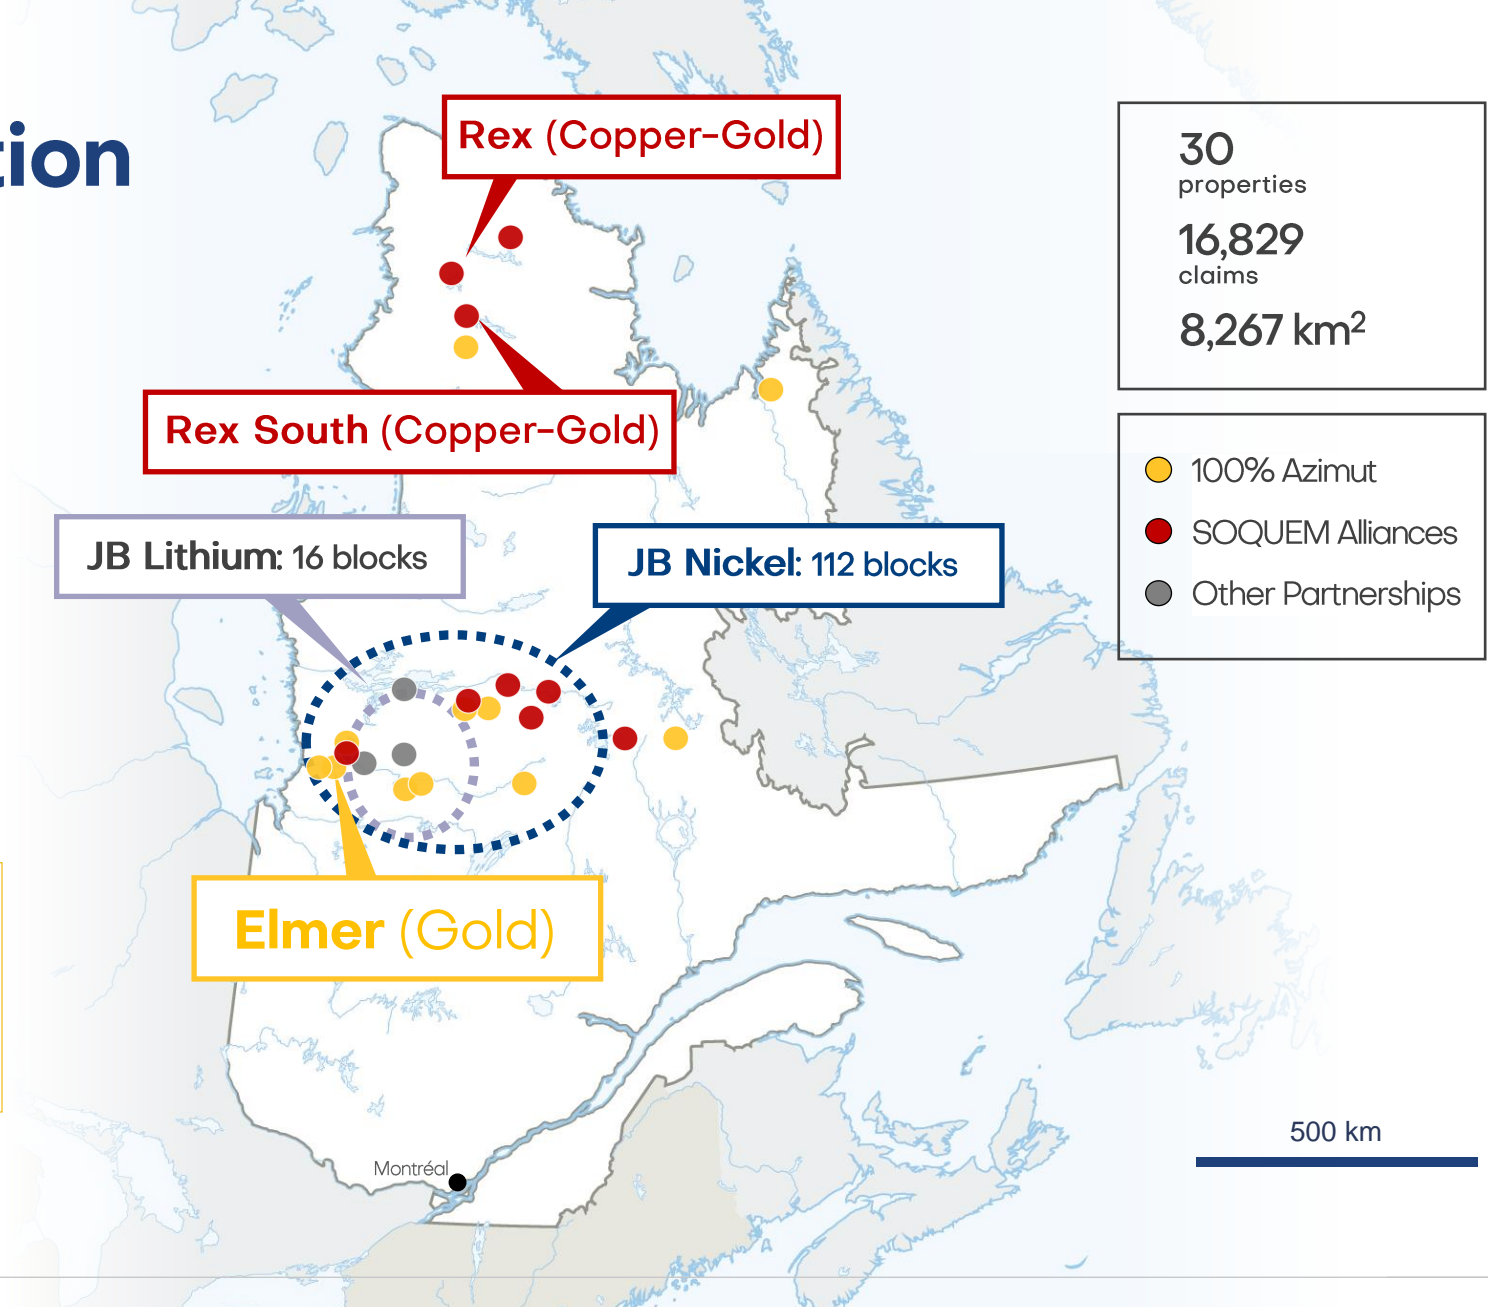 tion
Rex (Copper-Gold)
30
properties
16,829
claims
8,267 km²
Rex South (Copper-Gold)
100% Azimut
SOQUEM Alliances
Other Partnerships
JB Lithium: 16 blocks
JB Nickel: 112 blocks
Elmer (Gold)
500 km
Montréal